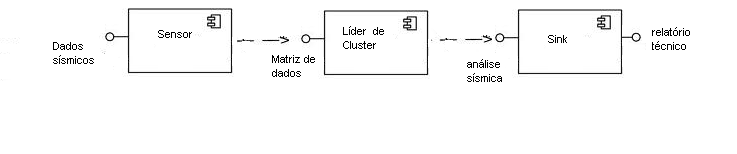 Dados
sísmicos
Sensor
Matriz de
dados
Líder de
Cluster
análise
sísmica
Sink
relatório
técnico